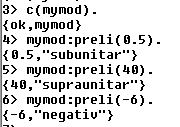 3> c(mymod).
{ok,mymod}
4> mymod:preli(0.5).
{0.5,"subunitar"}
5> mymod:preli(40).
{40,"supraunitar"}
6> mymod:preli(-6).
{-6,"negativ"}